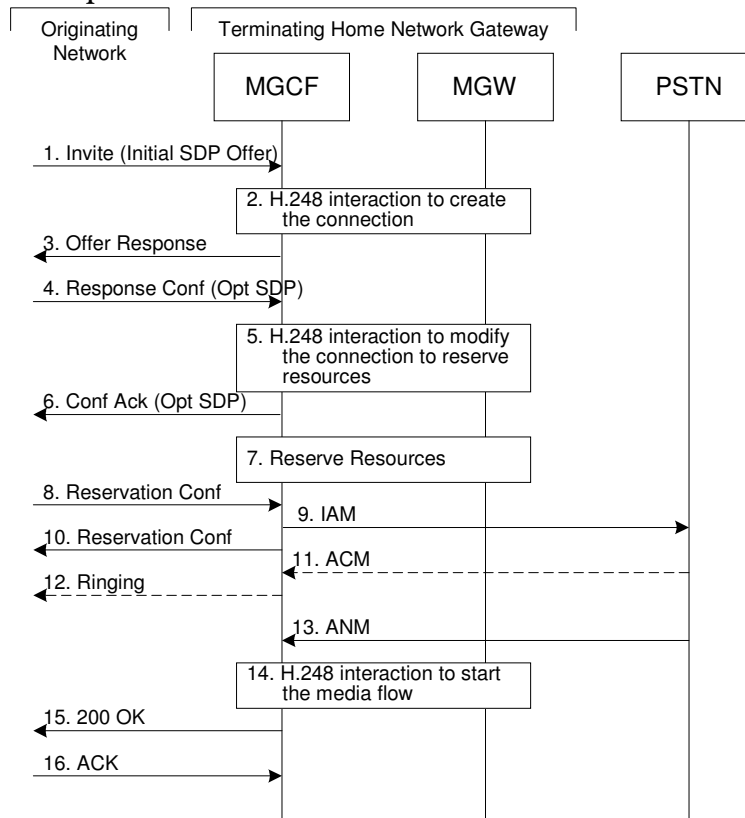 Originating
Network
Terminating Home Network Gateway
MGCF
MGW
PSTN
1. Invite (Initial SDP Offer)
2. H.248 interaction to create
the connection
3. Offer Response
4. Response Conf (Opt SDP)
5. H.248 interaction to modify
the connection to reserve
resources
6. Conf Ack (Opt SDP)
7. Reserve Resources
8. Reservation Conf
9. IAM
10. Reservation Conf
11. ACM
12. Ringing
13. ANM
14. H.248 interaction to start
the media flow
15. 200 OK
16. ACK